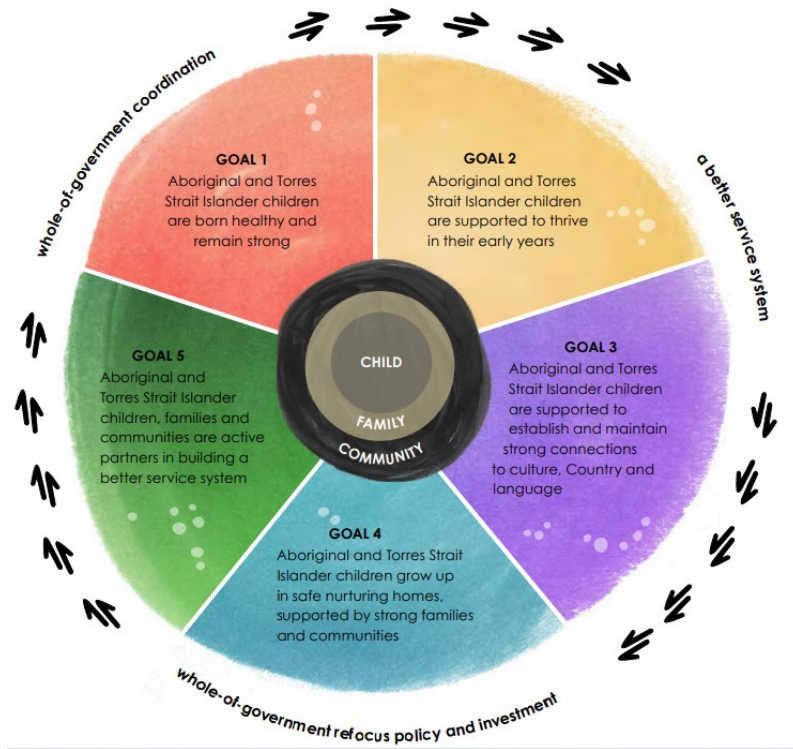 whole-of-government coordination
a better service system
GOAL 1
Aboriginal and Torres
Strait Islander children
are born healthy and
remain strong
GOAL 2
Aboriginal and Torres
Strait Islander children
are supported to thrive
in their early years
GOAL 3
Aboriginal and Torres
Strait Islander children
are supported to
establish and maintain
strong connections
to culture, Country and
language
GOAL 4
Aboriginal and Torres Strait
Islander children grow up
in safe nurturing homes,
supported by strong families
and communities
GOAL 5
Aboriginal and
Torres Strait Islander
children, families and
communities are active
partners in building a
better service system
CHILD
FAMILY
COMMUNITY
whole-of-government refocus policy and investment